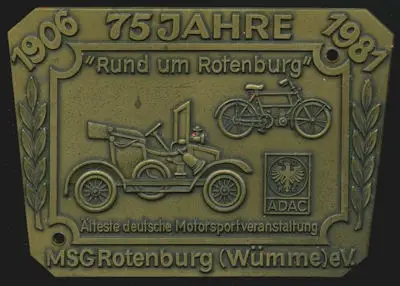 1906 75 JAHRE 1981
"Rund um Rotenburg"
ADAC
Älteste deutsche Motorsportveranstaltung
MSG Rotenburg (Wümme) e.V.